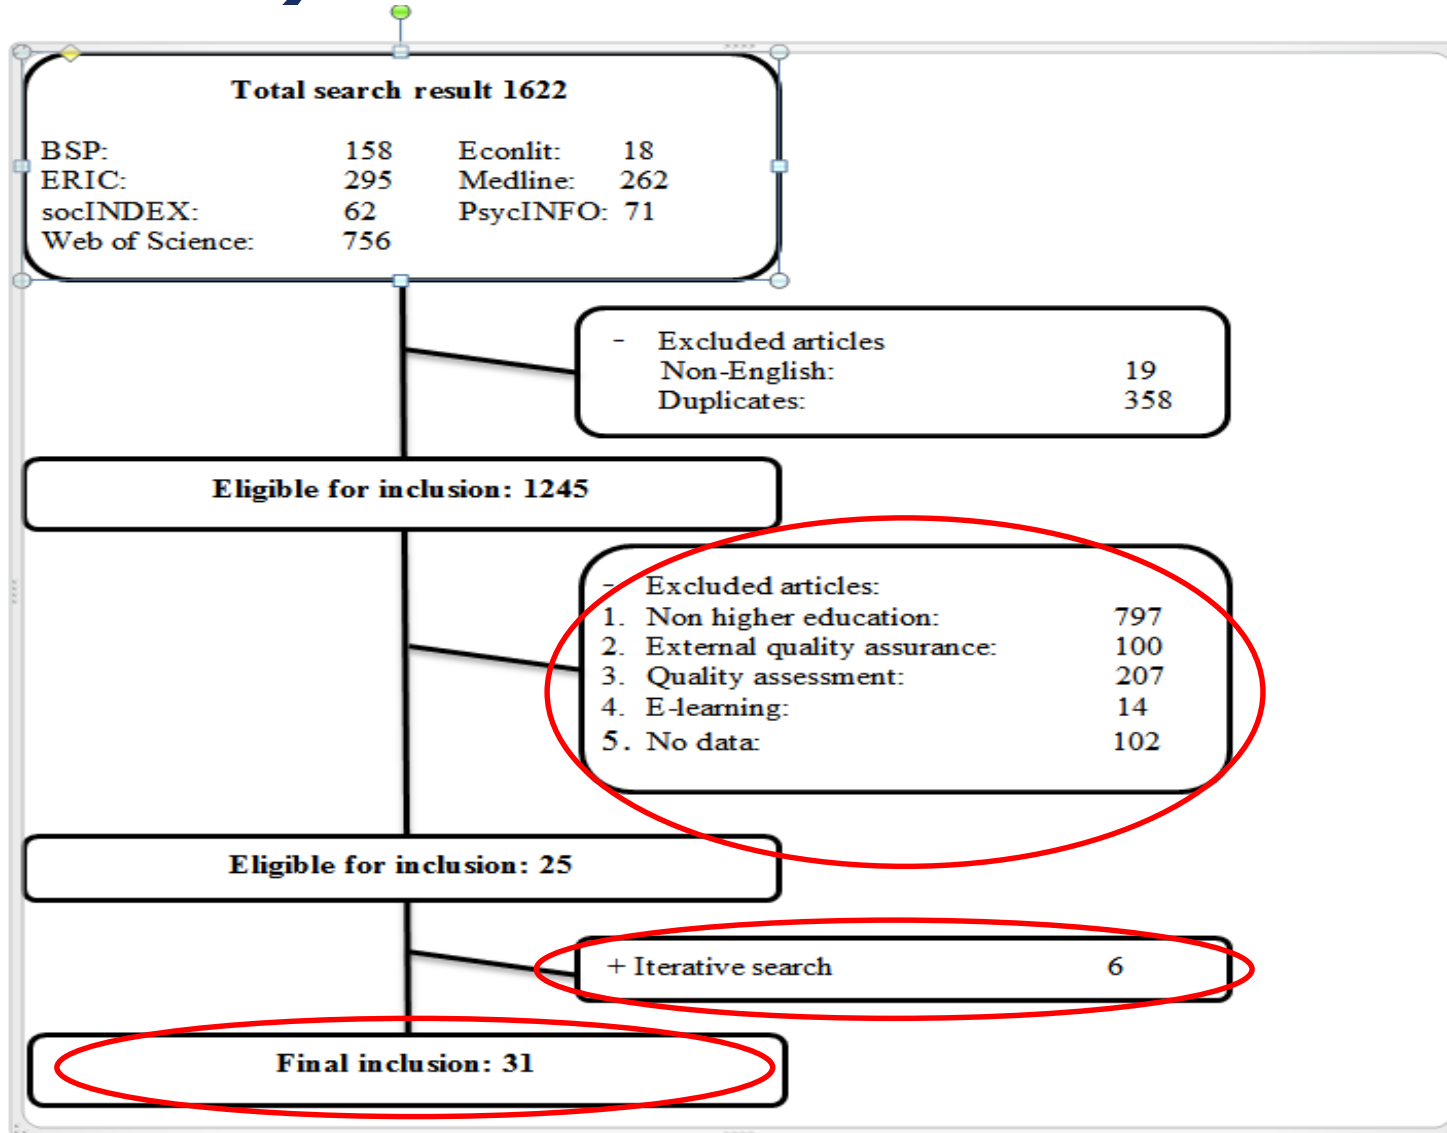 Total search result 1622
BSP: 158 Econlit: 18
ERIC: 295 Medline: 262
socINDEX: 62 PsycINFO: 71
Web of Science: 756
- Excluded articles
Non-English: 19
Duplicates: 358
Eligible for inclusion: 1245
- Excluded articles:
1. Non higher education: 797
2. External quality assurance: 100
3. Quality assessment: 207
4. E-learning: 14
5. No data: 102
Eligible for inclusion: 25
+ Iterative search 6
Final inclusion: 31